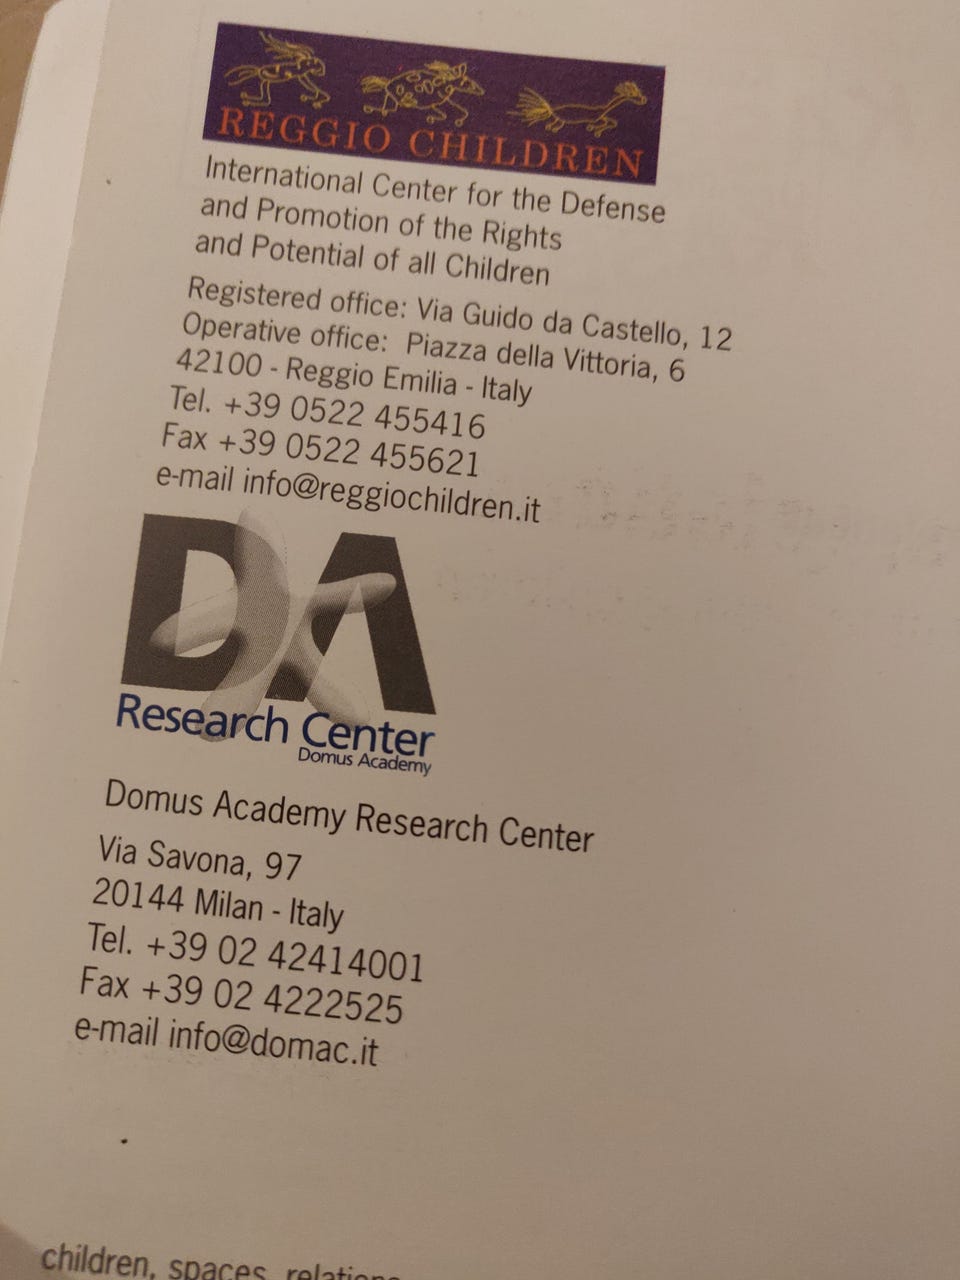 REGGIO CHILDREN
International Center for the Defense
and Promotion of the Rights
and Potential of all Children
Registered office: Via Guido da Castello, 12
Operative office: Piazza della Vittoria, 6
42100 - Reggio Emilia - Italy
Tel. +39 0522 455416
Fax +39 0522 455621
e-mail info@reggiochildren.it
DA
Research Center
Domus Academy
Domus Academy Research Center
Via Savona, 97
20144 Milan - Italy
Tel. +39 02 42414001
Fax +39 02 4222525
e-mail info@domac.it
children, spaces, relations